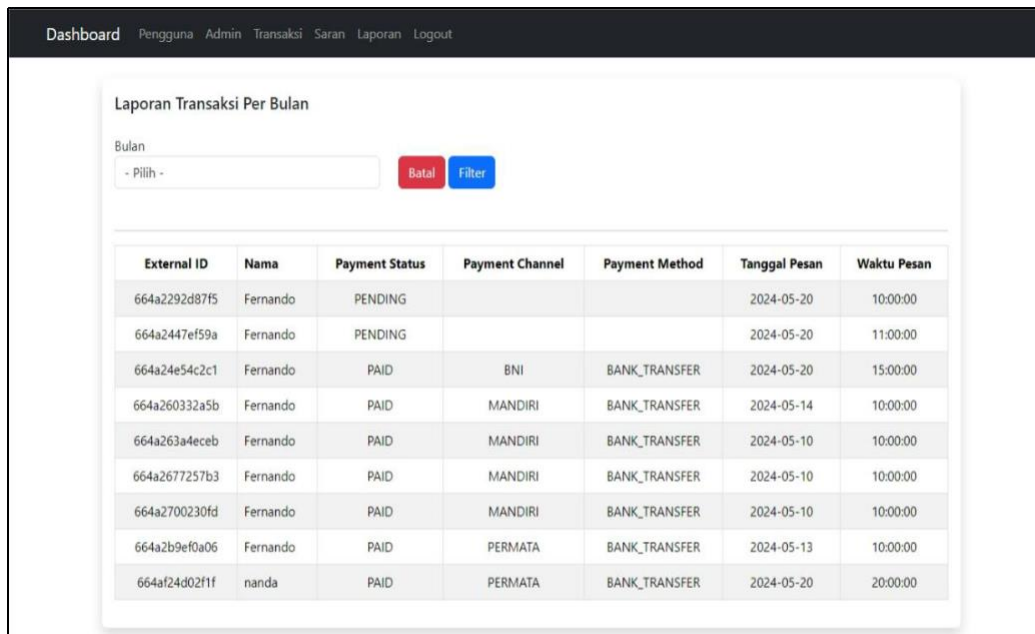 Dashboard Pengguna Admin Transaksi Saran Laporan Logout
Laporan Transaksi Per Bulan
Bulan
- Pilih - Batal Filter
External ID Nama Payment Status Payment Channel Payment Method Tanggal Pesan Waktu Pesan
664a2292d87f5 Fernando PENDING 2024-05-20 10:00:00
664a2447ef59a Fernando PENDING 2024-05-20 11:00:00
664a24e54c2c1 Fernando PAID BNI BANK_TRANSFER 2024-05-20 15:00:00
664a260332a5b Fernando PAID MANDIRI BANK_TRANSFER 2024-05-14 10:00:00
664a263a4eceb Fernando PAID MANDIRI BANK_TRANSFER 2024-05-10 10:00:00
664a2677257b3 Fernando PAID MANDIRI BANK_TRANSFER 2024-05-10 10:00:00
664a2700230fd Fernando PAID MANDIRI BANK_TRANSFER 2024-05-10 10:00:00
664a2b9ef0a06 Fernando PAID PERMATA BANK_TRANSFER 2024-05-13 10:00:00
664af24d02f1f nanda PAID PERMATA BANK_TRANSFER 2024-05-20 20:00:00